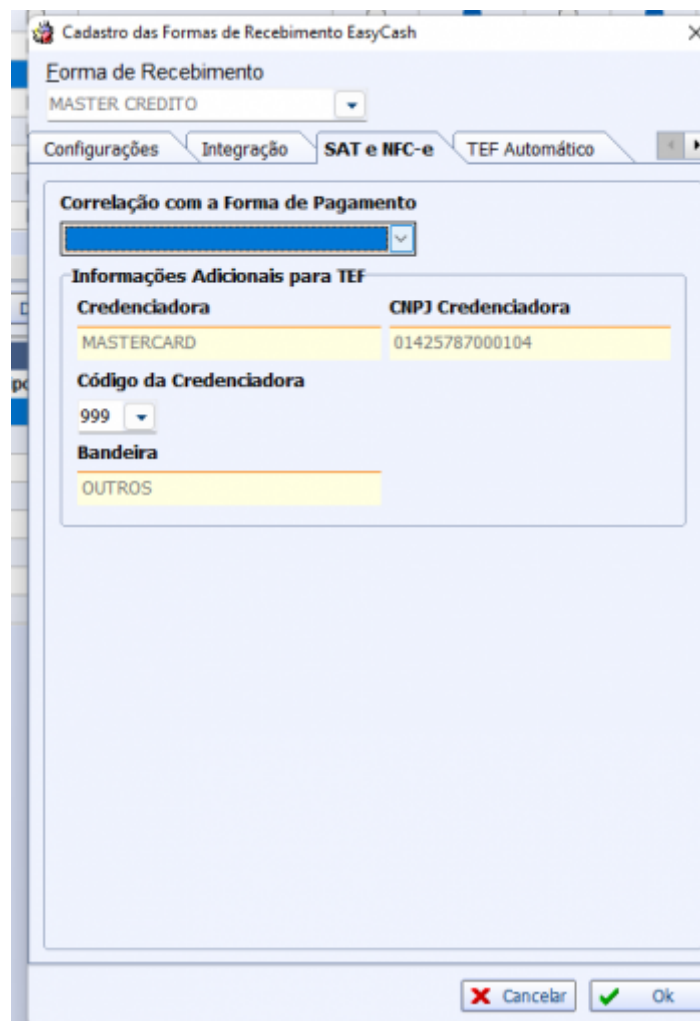 Cadastro das Formas de Recebimento EasyCash
Forma de Recebimento
MASTER CREDITO
Configurações Integração SAT e NFC-e TEF Automático
Correlação com a Forma de Pagamento
Informações Adicionais para TEF
Credenciadora CNPJ Credenciadora
MASTERCARD 01425787000104
Código da Credenciadora
999
Bandeira
OUTROS
Cancelar Ok